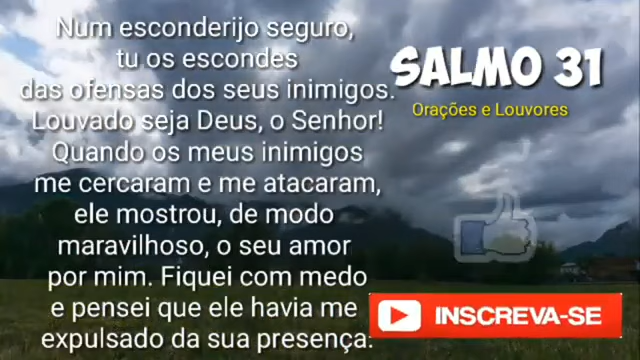 Num esconderijo seguro,
tu os escondes
das ofensas dos seus inimigos.
Louvado seja Deus, o Senhor!
Quando os meus inimigos
me cercaram e me atacaram,
ele mostrou, de modo
maravilhoso, o seu amor
por mim. Fiquei com medo
e pensei que ele havia me
expulsado da sua presença.
SALMO 31
Orações e Louvores
INSCREVA-SE